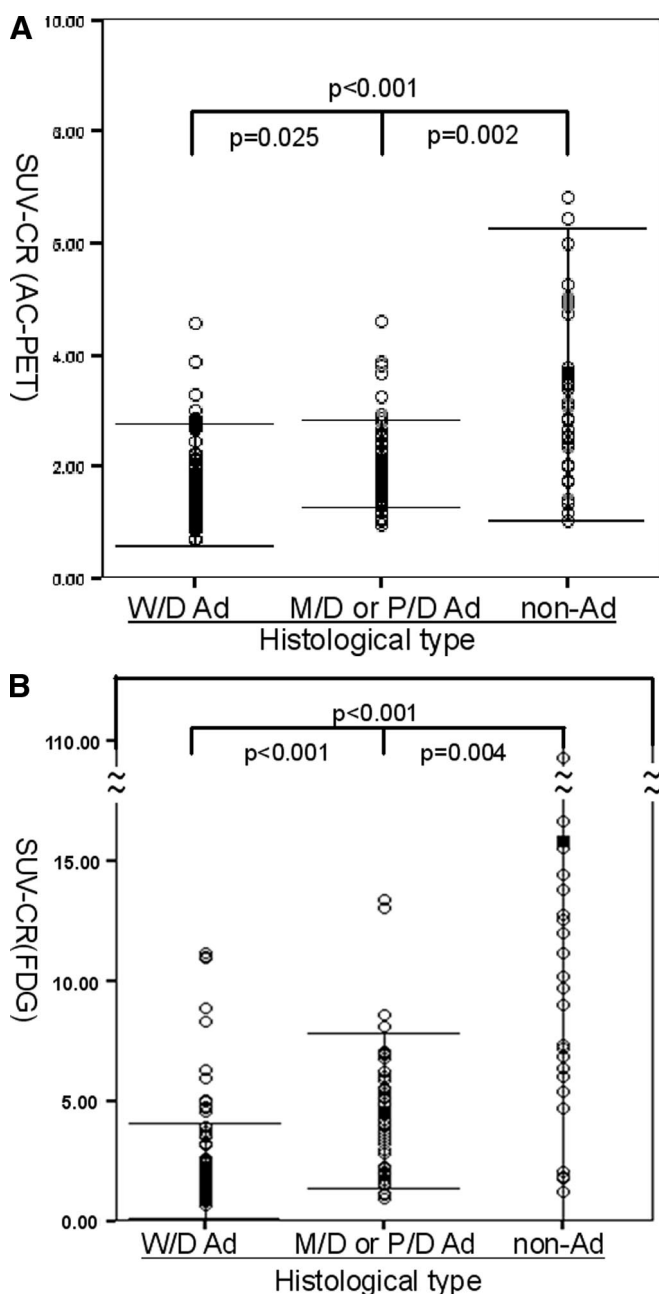 A
10.00
p<0.001
8.00
p=0.025
p=0.002
SUV-CR (AC-PET)
6.00
4.00
2.00
0.00
W/D Ad M/D or P/D Ad non-Ad
Histological type
B
p<0.001
110.00
p<0.001 p=0.004
≈
15.00
SUV-CR(FDG)
10.00
5.00
0.00
W/D Ad M/D or P/D Ad non-Ad
Histological type